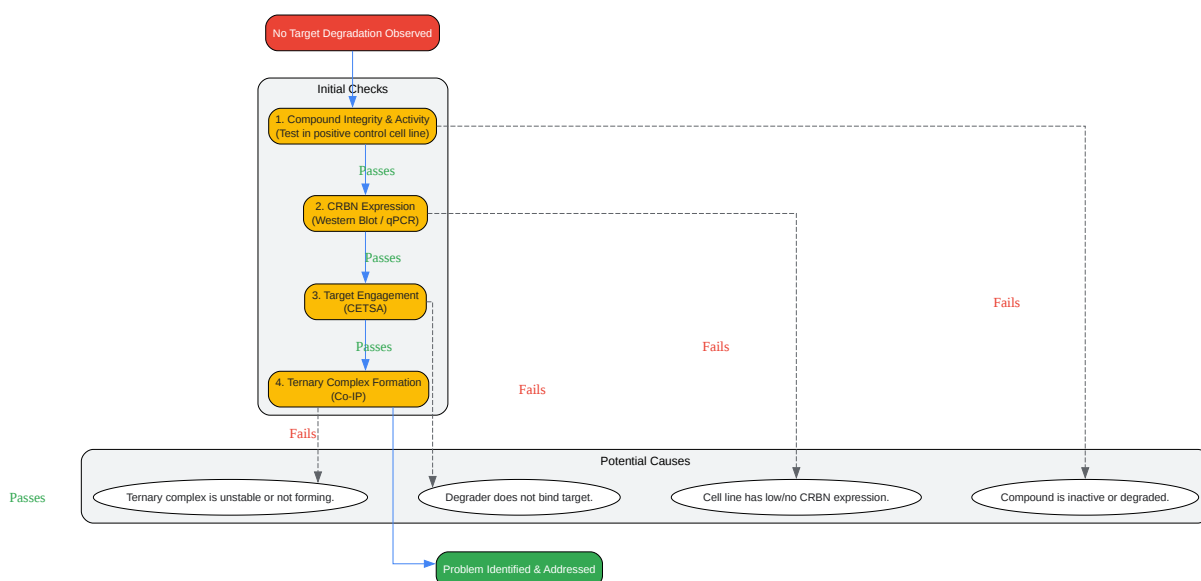 No Target Degradation Observed
Initial Checks
1. Compound Integrity & Activity
(Test in positive control cell line)
Passes
2. CRBN Expression
(Western Blot / qPCR)
Passes
3. Target Engagement
(CETSA)
Fails
Passes
Fails
4. Ternary Complex Formation
(Co-IP)
Fails
Fails
Potential Causes
Passes
Ternary complex is unstable or not forming.
Degrader does not bind target.
Cell line has low/no CRBN expression.
Compound is inactive or degraded.
Problem Identified & Addressed